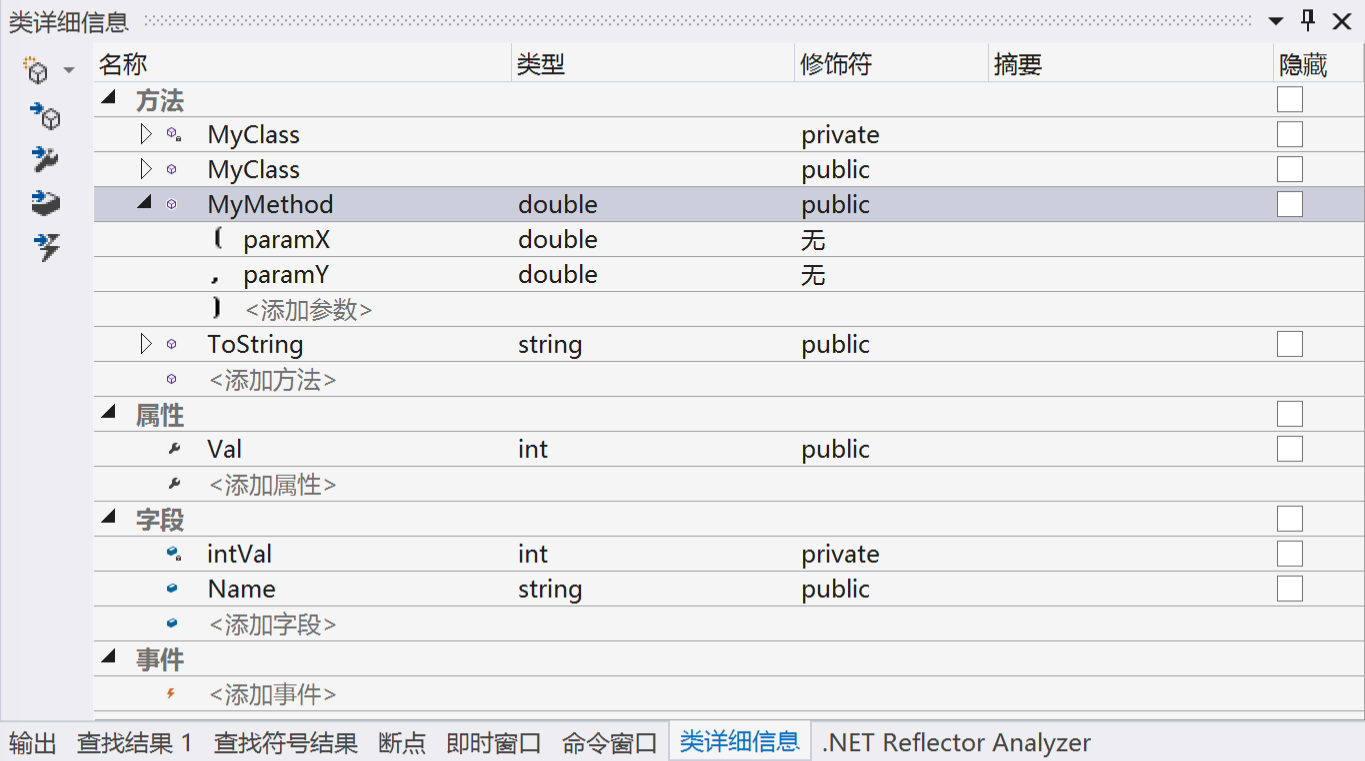 类详细信息
名称 类型 修饰符 摘要 隐藏
方法
MyClass private
MyClass public
MyMethod double public
( paramX double 无
, paramY double 无
) <添加参数>
ToString string public
<添加方法>
属性
Val int public
<添加属性>
字段
intVal int private
Name string public
<添加字段>
事件
<添加事件>
输出 查找结果 1 查找符号结果 断点 即时窗口 命令窗口 类详细信息 .NET Reflector Analyzer